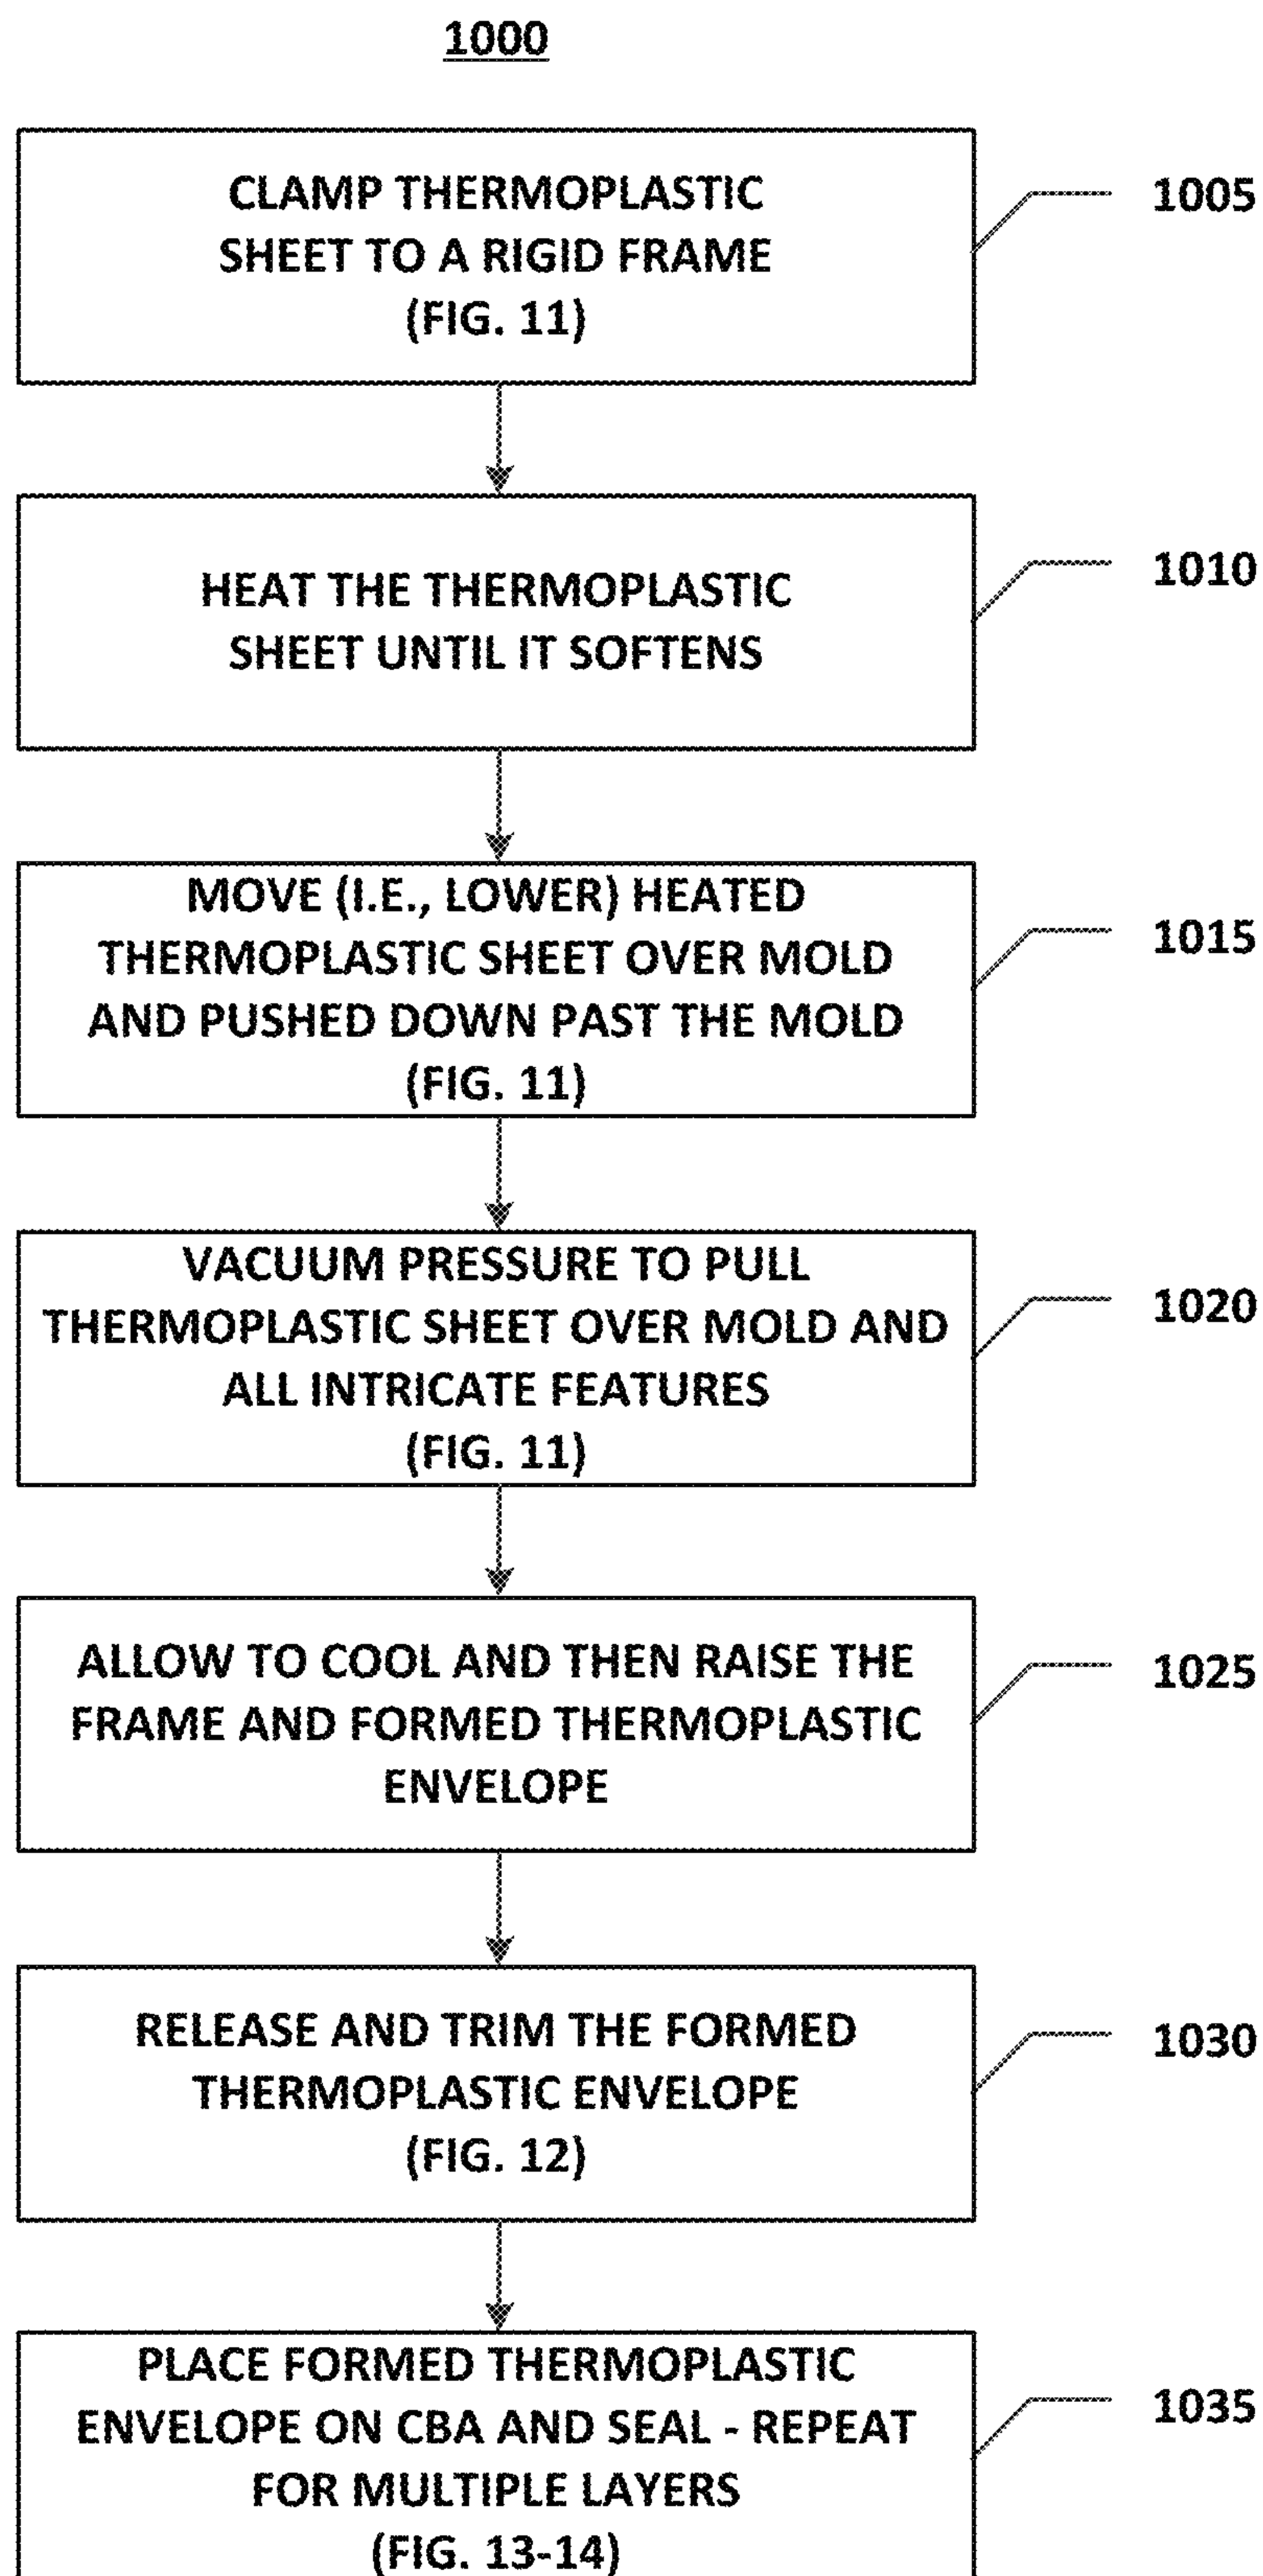 1000
CLAMP THERMOPLASTIC
SHEET TO A RIGID FRAME
(FIG. 11)
1005
HEAT THE THERMOPLASTIC
SHEET UNTIL IT SOFTENS
1010
MOVE (I.E., LOWER) HEATED
THERMOPLASTIC SHEET OVER MOLD
AND PUSHED DOWN PAST THE MOLD
(FIG. 11)
1015
VACUUM PRESSURE TO PULL
THERMOPLASTIC SHEET OVER MOLD AND
ALL INTRICATE FEATURES
(FIG. 11)
1020
ALLOW TO COOL AND THEN RAISE THE
FRAME AND FORMED THERMOPLASTIC
ENVELOPE
1025
RELEASE AND TRIM THE FORMED
THERMOPLASTIC ENVELOPE
(FIG. 12)
1030
PLACE FORMED THERMOPLASTIC
ENVELOPE ON CBA AND SEAL - REPEAT
FOR MULTIPLE LAYERS
(FIG. 13-14)
1035